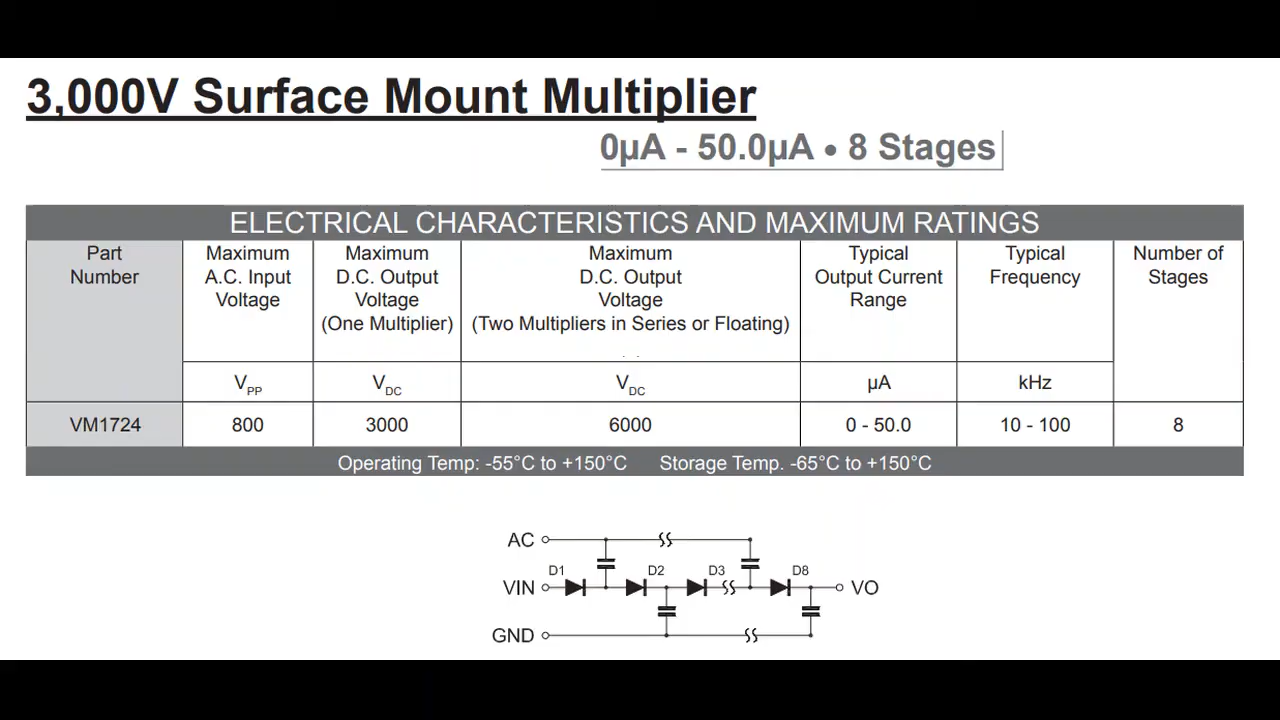 3,000V Surface Mount Multiplier
0µA - 50.0µA • 8 Stages
ELECTRICAL CHARACTERISTICS AND MAXIMUM RATINGS
Part
Number
Maximum
A.C. Input
Voltage
Maximum
D.C. Output
Voltage
(One Multiplier)
Maximum
D.C. Output
Voltage
(Two Multipliers in Series or Floating)
Typical
Output Current
Range
Typical
Frequency
Number of
Stages
VPP
VDC
VDC
µA
kHz
VM1724
800
3000
6000
0 - 50.0
10 - 100
8
Operating Temp: -55°C to +150°C Storage Temp. -65°C to +150°C
AC
D1
D2
D3
D8
VIN
VO
GND